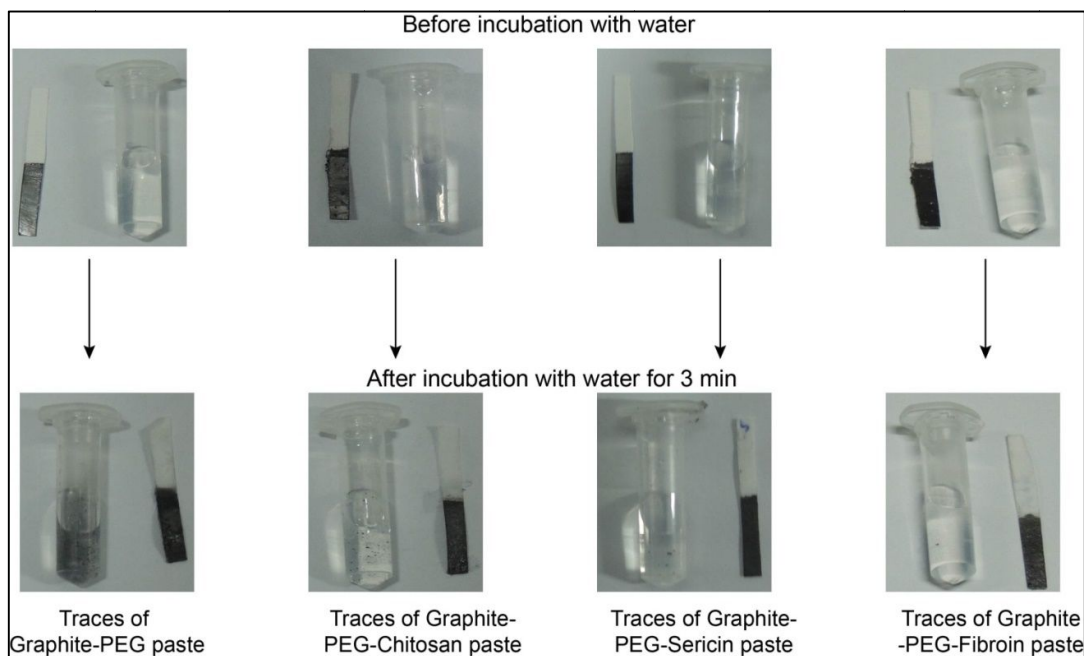 Before incubation with water
After incubation with water for 3 min
Traces of
Graphite-PEG paste
Traces of Graphite-
PEG-Chitosan paste
Traces of Graphite-
PEG-Sericin paste
Traces of Graphite
-PEG-Fibroin paste